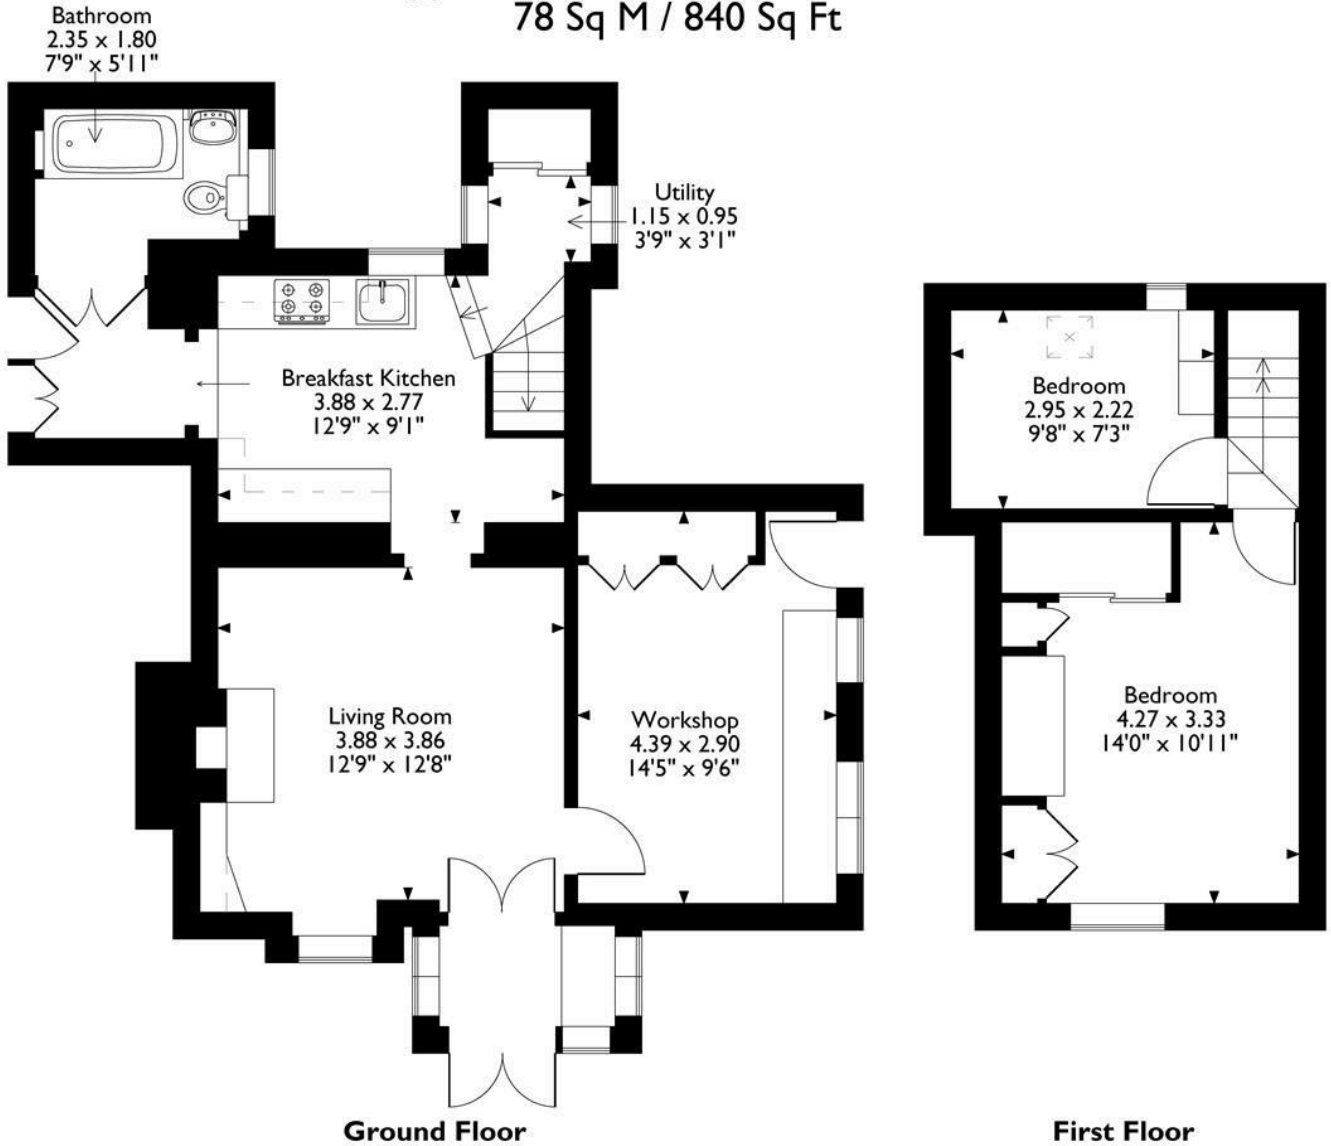 78 Sq M / 840 Sq Ft
Bathroom
2.35 x 1.80
7'9" x 5'11"
Utility
1.15 x 0.95
3'9" x 3'1"
Breakfast Kitchen
3.88 x 2.77
12'9" x 9'1"
Living Room
3.88 x 3.86
12'9" x 12'8"
Workshop
4.39 x 2.90
14'5" x 9'6"
Ground Floor
Bedroom
2.95 x 2.22
9'8" x 7'3"
Bedroom
4.27 x 3.33
14'0" x 10'11"
First Floor